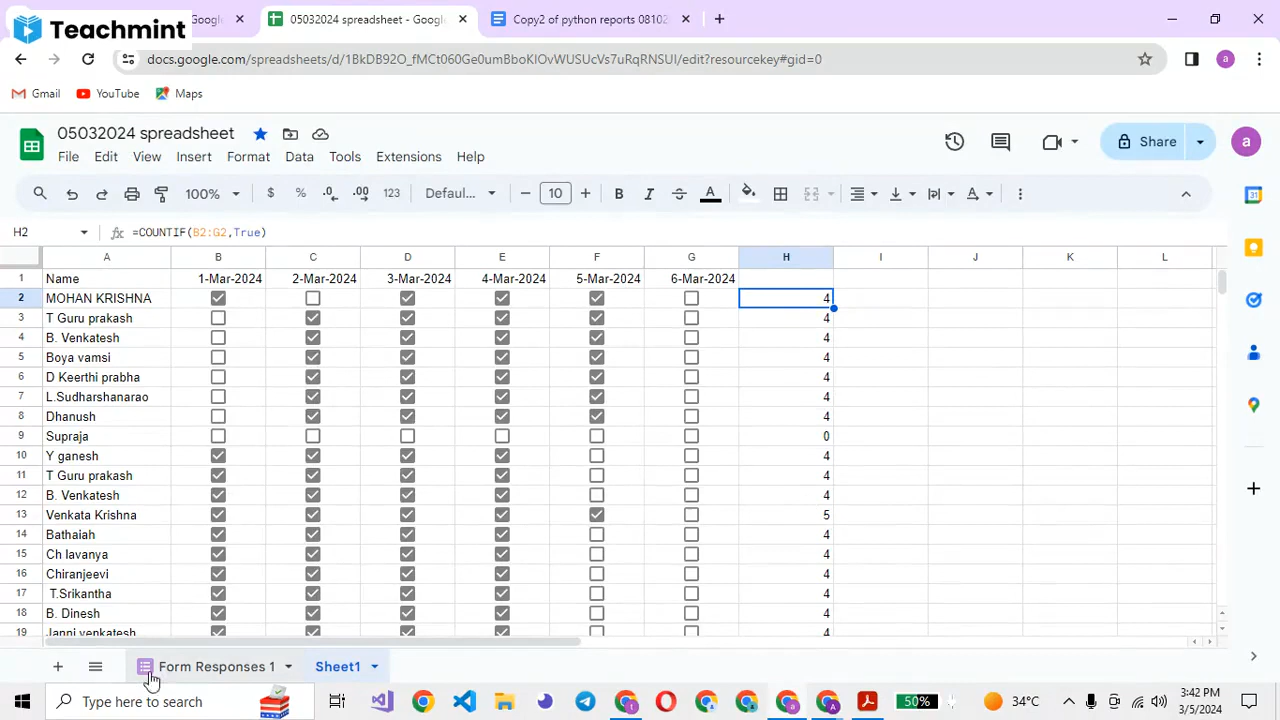 Teachmint
Google
05032024 spreadsheet - Google
Copy2 of python reports 08102
docs.google.com/spreadsheets/d/1BkDB92O_fMCt060Ge0umBbqKIOvWUSUcVs7uRqRNSUI/edit?resourcekey#gid=0
a
Gmail YouTube Maps
05032024 spreadsheet
File Edit View Insert Format Data Tools Extensions Help
Share
a
100% $ % .0 .00 123 Defaul... 10 B I A
H2 fx =COUNTIF(B2:G2,True)
A B C D E F G H I J K L
1 Name 1-Mar-2024 2-Mar-2024 3-Mar-2024 4-Mar-2024 5-Mar-2024 6-Mar-2024
2 MOHAN KRISHNA 4
3 T Guru prakash 4
4 B. Venkatesh 4
5 Boya vamsi 4
6 D Keerthi prabha 4
7 L.Sudharshanarao 4
8 Dhanush 4
9 Supraja 0
10 Y ganesh 4
11 T Guru prakash 4
12 B. Venkatesh 4
13 Venkata Krishna 5
14 Bathaiah 4
15 Ch lavanya 4
16 Chiranjeevi 4
17 T.Srikantha 4
18 B. Dinesh 4
19 Janni venkatesh 4
Form Responses 1 Sheet1
Type here to search
50%
34°C
3:42 PM
3/5/2024